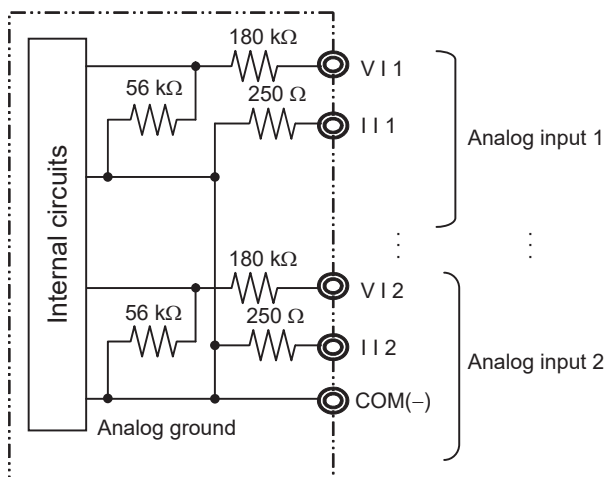 180 kΩ
V I 1
56 kΩ
250 Ω
I I 1
Analog input 1
Internal circuits
180 kΩ
V I 2
56 kΩ
250 Ω
I I 2
Analog input 2
COM(−)
Analog ground